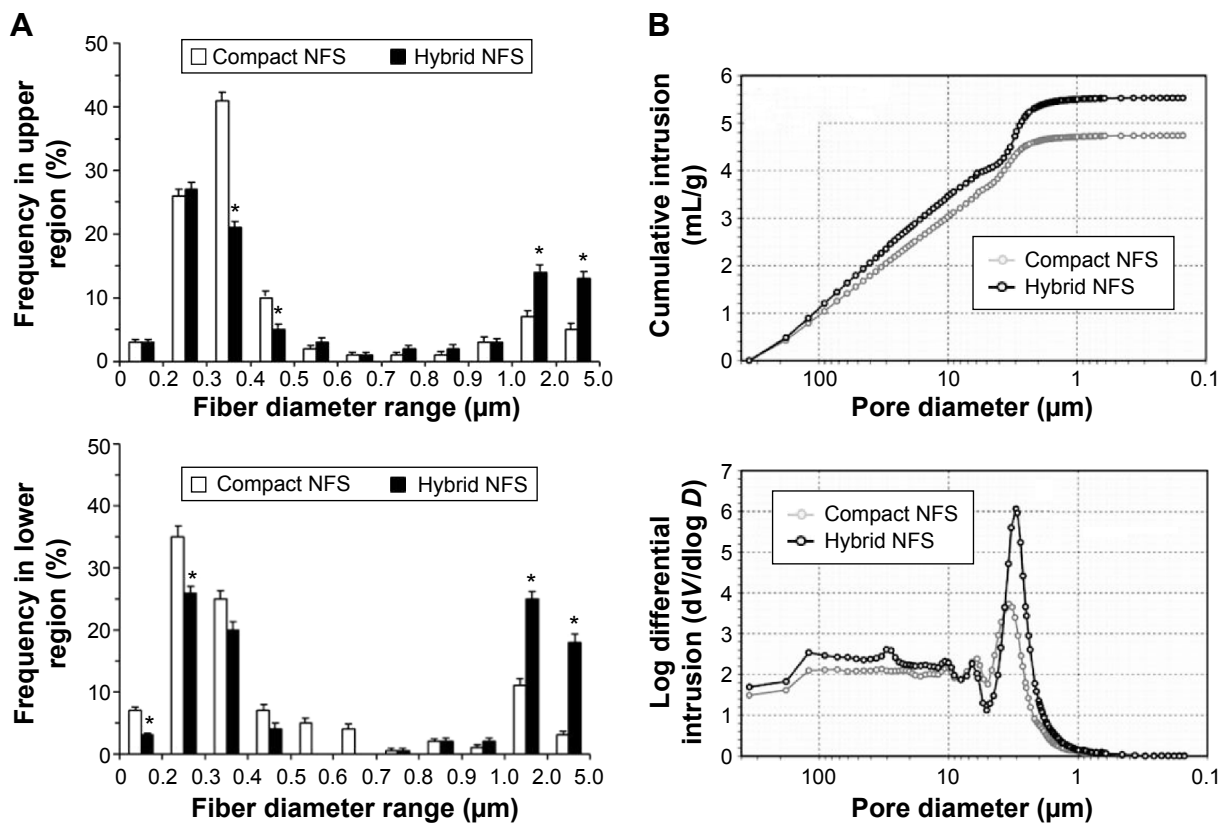 A
50
40
30
20
10
0
Frequency in upper
region (%)
Compact NFS Hybrid NFS
* * * *
0 0.2 0.3 0.4 0.5 0.6 0.7 0.8 0.9 1.0 2.0 5.0
Fiber diameter range (µm)
50
40
30
20
10
0
Frequency in lower
region (%)
Compact NFS Hybrid NFS
* * * *
0 0.2 0.3 0.4 0.5 0.6 0.7 0.8 0.9 1.0 2.0 5.0
Fiber diameter range (µm)
B
6
5
4
3
2
1
0
Cumulative intrusion
(mL/g)
Compact NFS
Hybrid NFS
100 10 1 0.1
Pore diameter (µm)
7
6
5
4
3
2
1
0
Log differential
intrusion (dV/dlog D)
Compact NFS
Hybrid NFS
100 10 1 0.1
Pore diameter (µm)